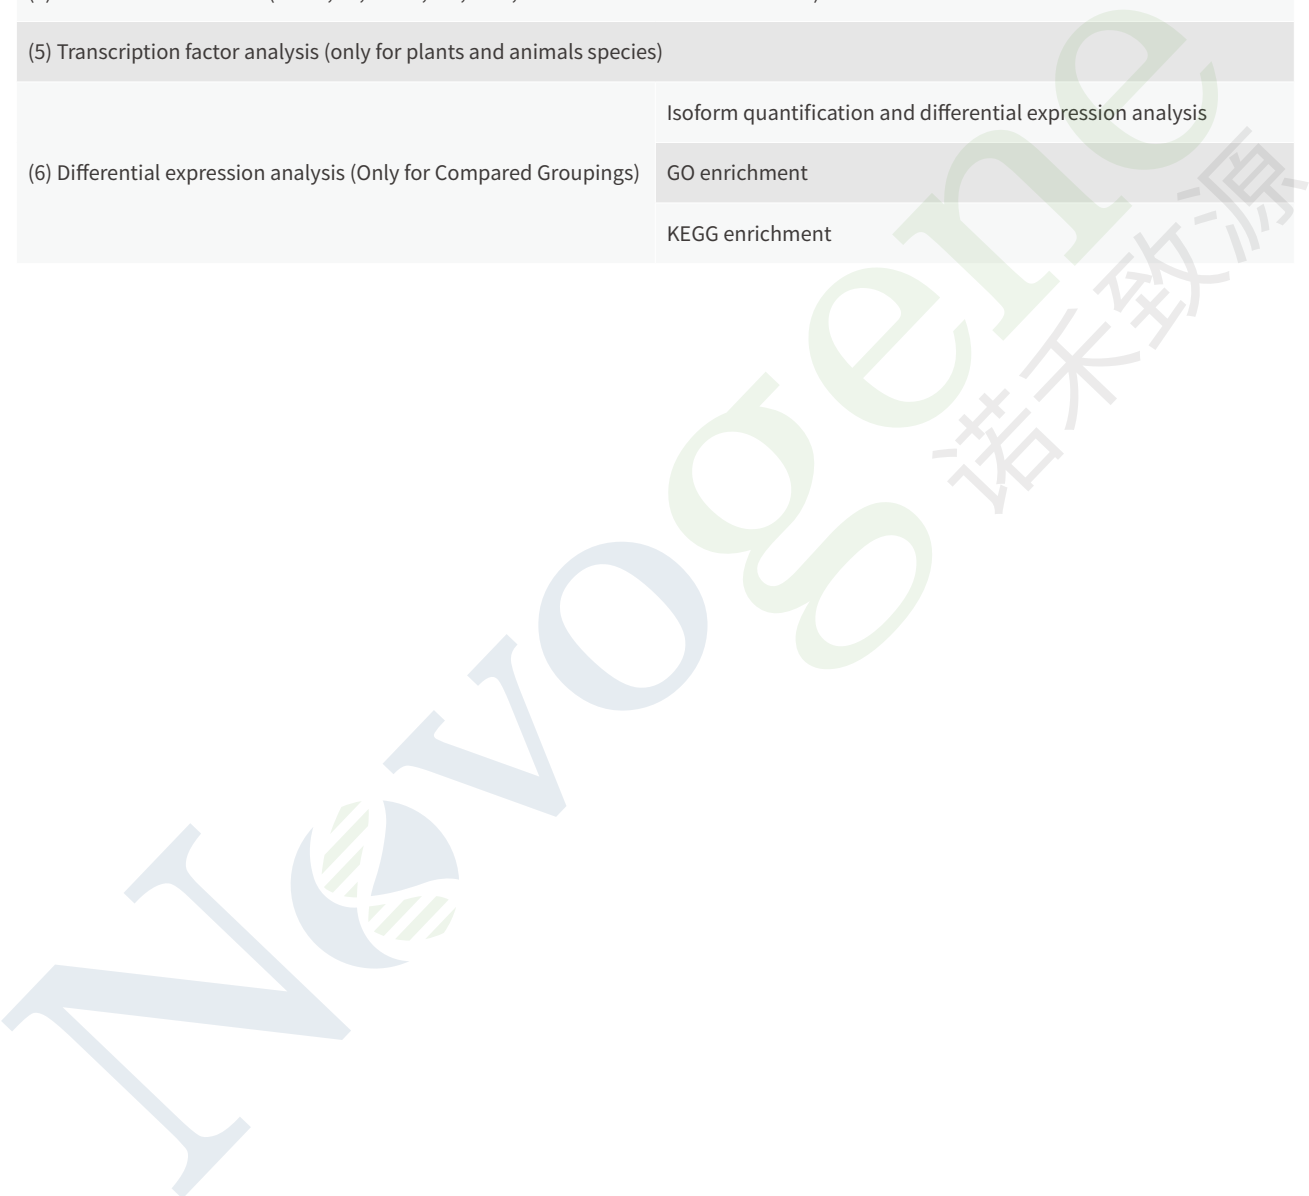 (5) Transcription factor analysis (only for plants and animals species)
Isoform quantification and differential expression analysis
(6) Differential expression analysis (Only for Compared Groupings)
GO enrichment
KEGG enrichment
Novogene
诺禾致源